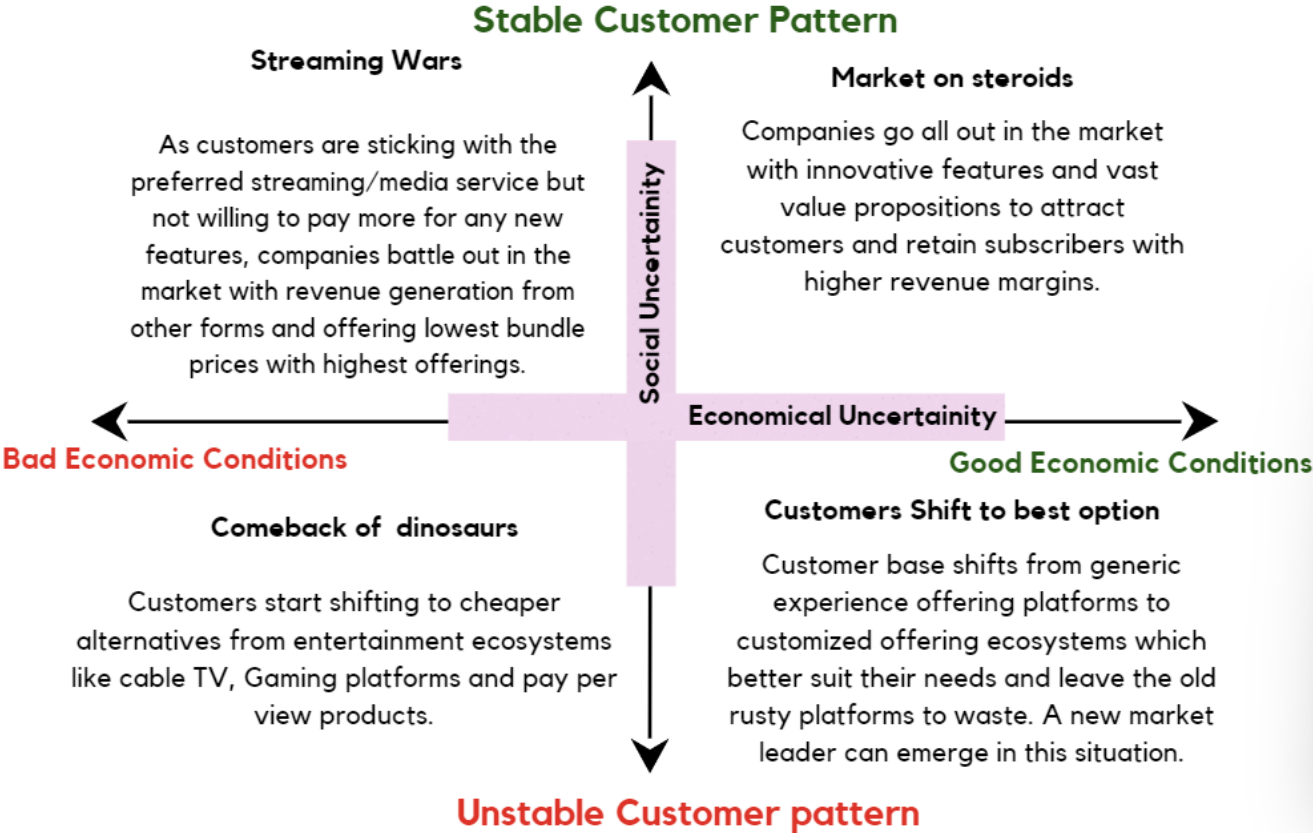 Stable Customer Pattern
Streaming Wars
As customers are sticking with the
preferred streaming/media service but
not willing to pay more for any new
features, companies battle out in the
market with revenue generation from
other forms and offering lowest bundle
prices with highest offerings.
Market on steroids
Companies go all out in the market
with innovative features and vast
value propositions to attract
customers and retain subscribers with
higher revenue margins.
Social Uncertainity
Economical Uncertainity
Bad Economic Conditions
Good Economic Conditions
Comeback of dinosaurs
Customers start shifting to cheaper
alternatives from entertainment ecosystems
like cable TV, Gaming platforms and pay per
view products.
Customers Shift to best option
Customer base shifts from generic
experience offering platforms to
customized offering ecosystems which
better suit their needs and leave the old
rusty platforms to waste. A new market
leader can emerge in this situation.
Unstable Customer pattern